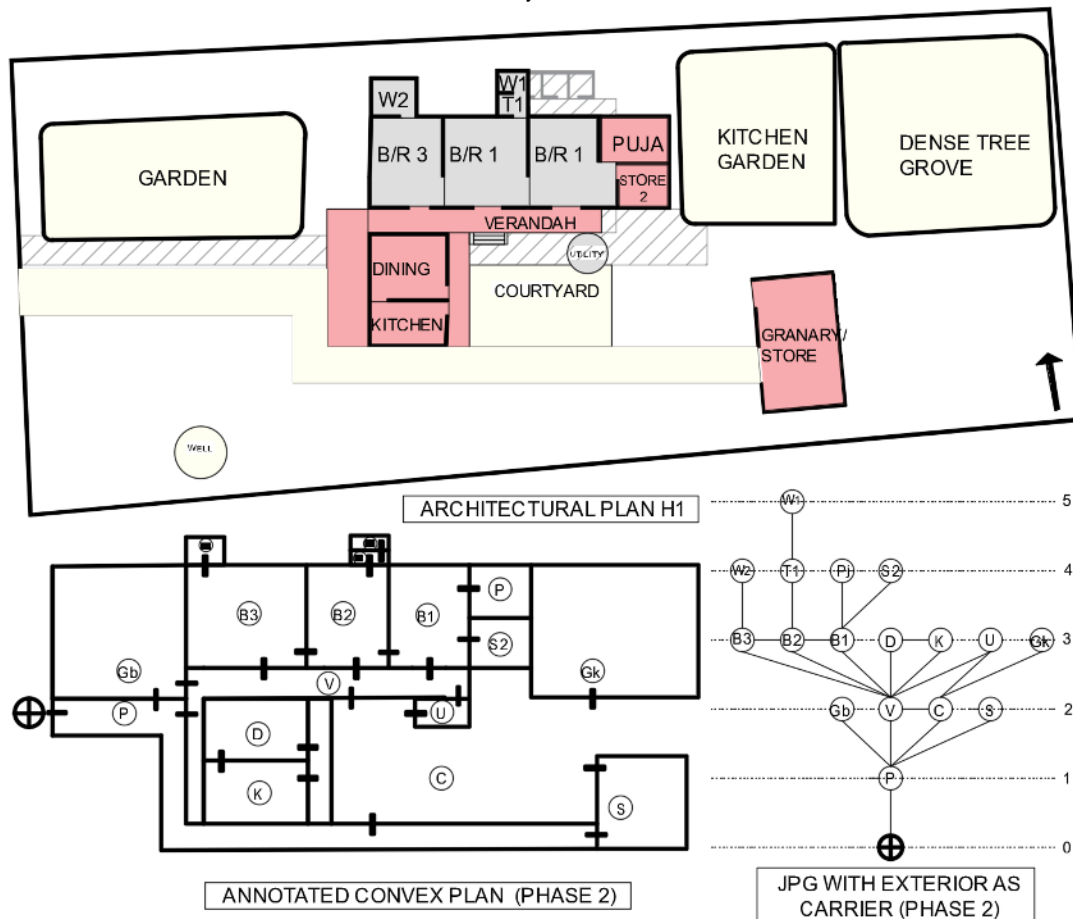 W2
W1
T1
B/R 3
B/R 1
B/R 1
PUJA
STORE
2
KITCHEN
GARDEN
DENSE TREE
GROVE
GARDEN
VERANDAH
UTILITY
DINING
COURTYARD
KITCHEN
GRANARY/
STORE
WELL
ARCHITECTURAL PLAN H1
B3
B2
B1
P
S2
Gb
Gk
V
P
U
D
C
K
S
ANNOTATED CONVEX PLAN (PHASE 2)
W1
5
W2
T1
Pj
S2
4
B3
B2
B1
D
K
U
Gk
3
Gb
V
C
S
2
P
1
0
JPG WITH EXTERIOR AS
CARRIER (PHASE 2)